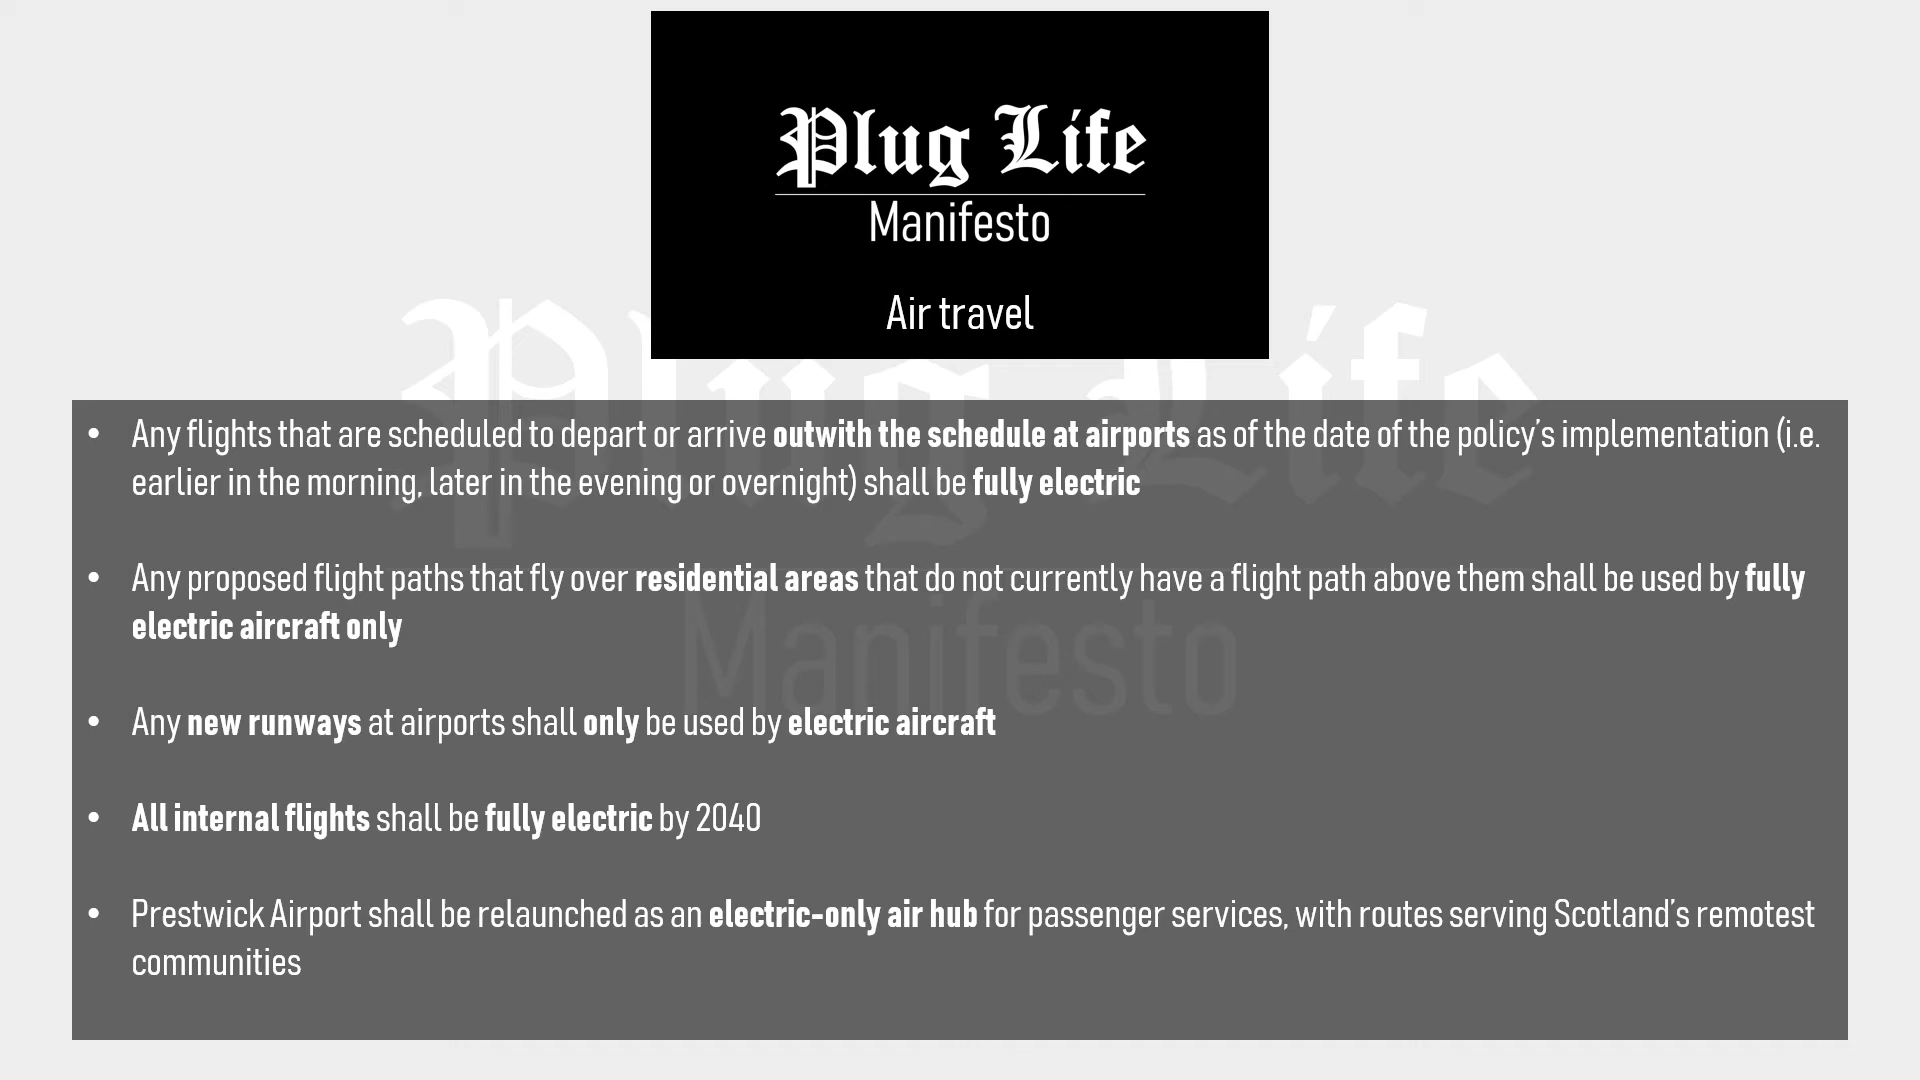 Plug Life
Manifesto
Air travel
Plug Life
Manifesto
• Any flights that are scheduled to depart or arrive outwith the schedule at airports as of the date of the policy’s implementation (i.e.
earlier in the morning, later in the evening or overnight) shall be fully electric
• Any proposed flight paths that fly over residential areas that do not currently have a flight path above them shall be used by fully
electric aircraft only
• Any new runways at airports shall only be used by electric aircraft
• All internal flights shall be fully electric by 2040
• Prestwick Airport shall be relaunched as an electric-only air hub for passenger services, with routes serving Scotland’s remotest
communities